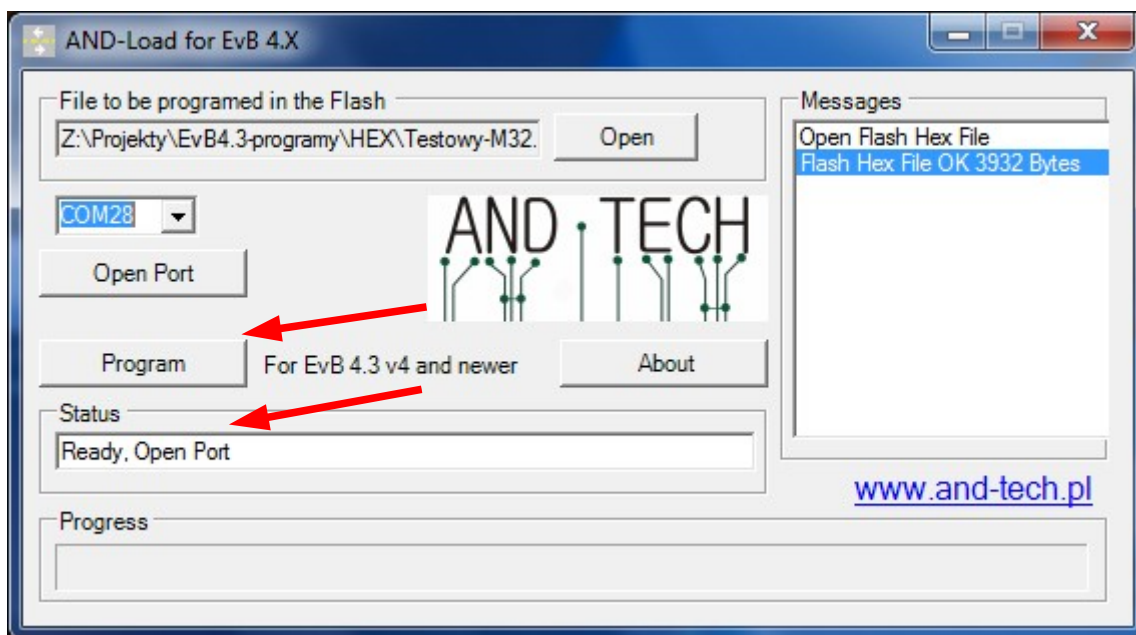 AND-Load for EvB 4.X
File to be programed in the Flash
Z:\Projekty\EvB4.3-programy\HEX\Testowy-M32.
Open
Messages
Open Flash Hex File
Flash Hex File OK 3932 Bytes
COM28
AND TECH
Open Port
Program
For EvB 4.3 v4 and newer
About
Status
Ready, Open Port
www.and-tech.pl
Progress